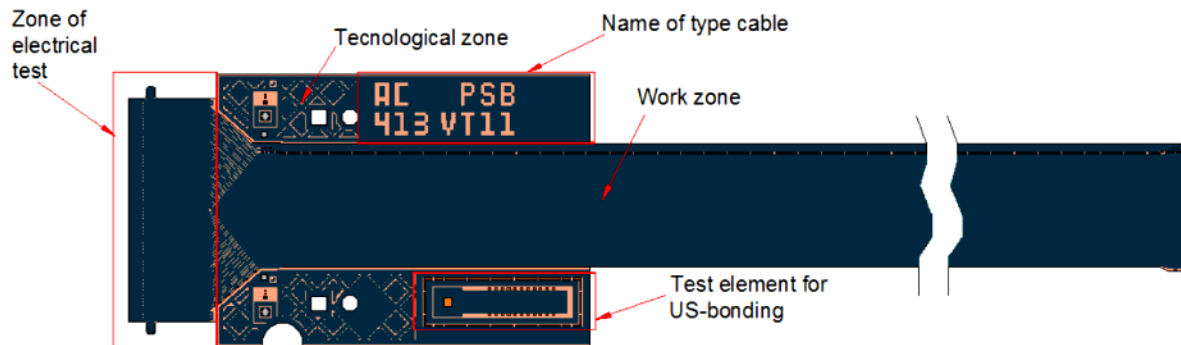 Zone of
electrical
test
Tecnological zone
Name of type cable
AC PSB
413 VT11
Work zone
Test element for
US-bonding